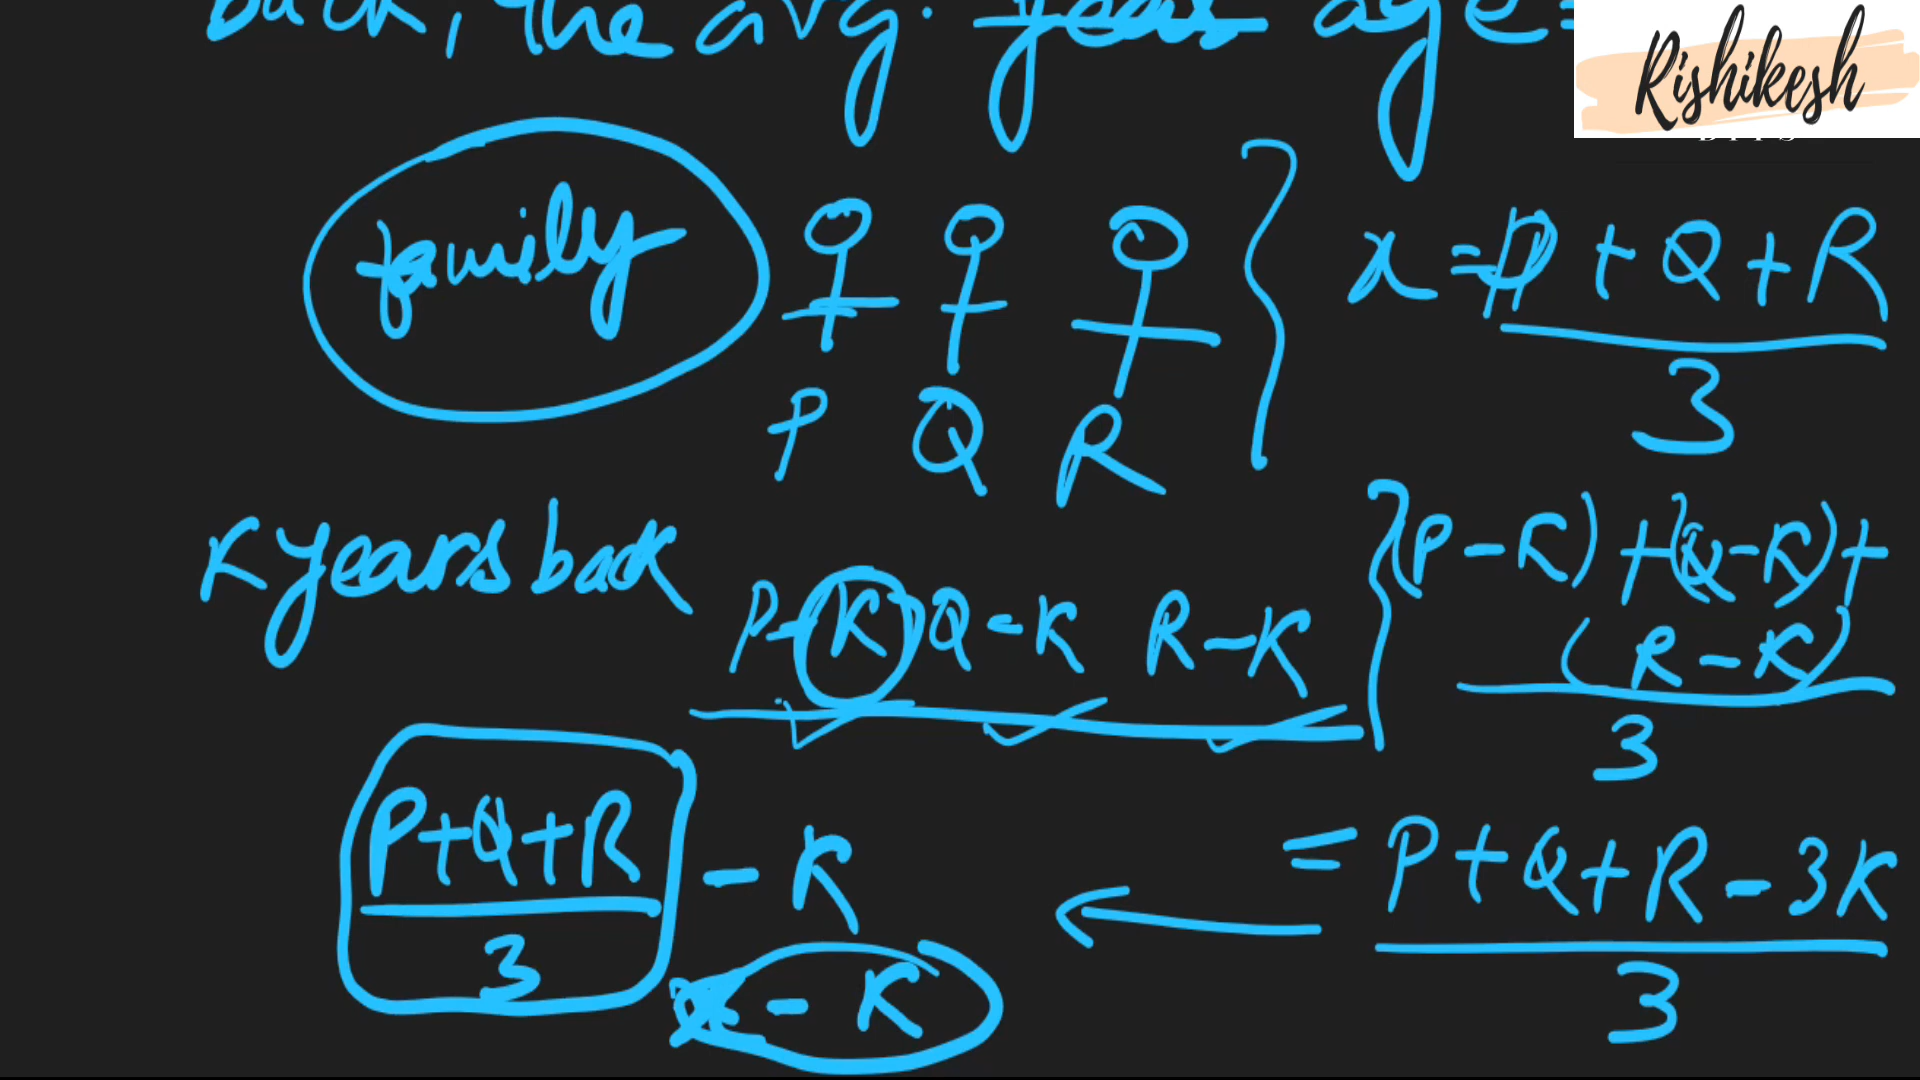 back, the avg. years age =
Rishikesh
family
P Q R
x = P + Q + R
3
K years back
P-K Q-K R-K
(P-K) + (Q-K) +
(R-K)
3
= P+Q+R-3K
3
P+Q+R
3
- K
x - K